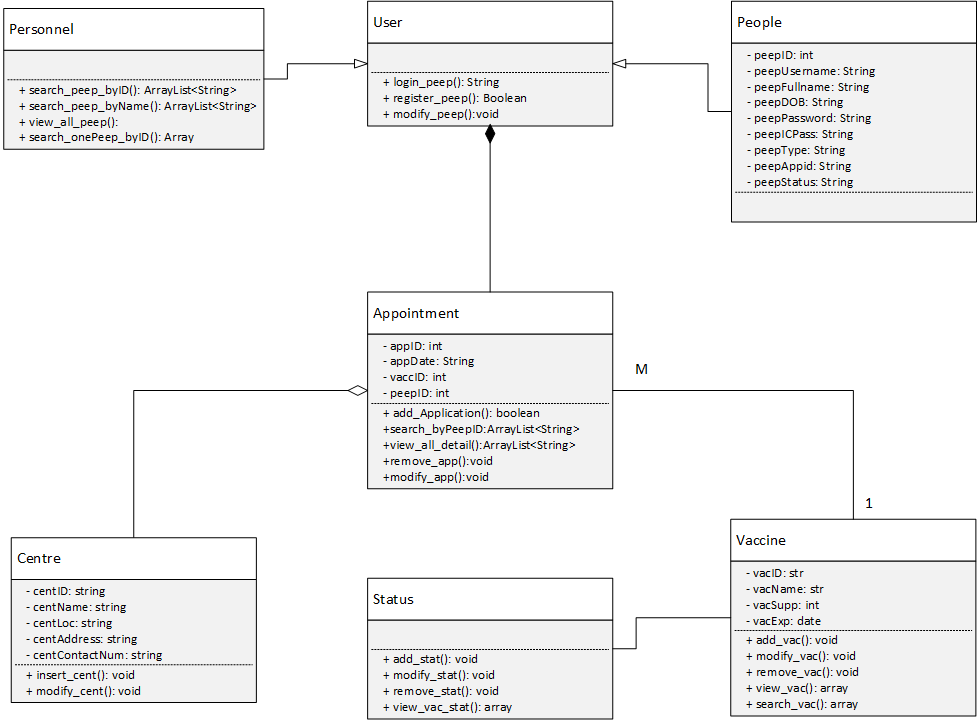 Personnel
+ search_peep_byID(): ArrayList<String>
+ search_peep_byName(): ArrayList<String>
+ view_all_peep():
+ search_onePeep_byID(): Array
User
+ login_peep(): String
+ register_peep(): Boolean
+ modify_peep():void
People
- peepID: int
- peepUsername: String
- peepFullname: String
- peepDOB: String
- peepPassword: String
- peepICPass: String
- peepType: String
- peepAppid: String
- peepStatus: String
Appointment
- appID: int
- appDate: String
- vaccID: int
- peepID: int
+ add_Application(): boolean
+search_byPeepID:ArrayList<String>
+view_all_detail():ArrayList<String>
+remove_app():void
+modify_app():void
M
1
Centre
- centID: string
- centName: string
- centLoc: string
- centAddress: string
- centContactNum: string
+ insert_cent(): void
+ modify_cent(): void
Status
+ add_stat(): void
+ modify_stat(): void
+ remove_stat(): void
+ view_vac_stat(): array
Vaccine
- vacID: str
- vacName: str
- vacSupp: int
- vacExp: date
+ add_vac(): void
+ modify_vac(): void
+ remove_vac(): void
+ view_vac(): array
+ search_vac(): array